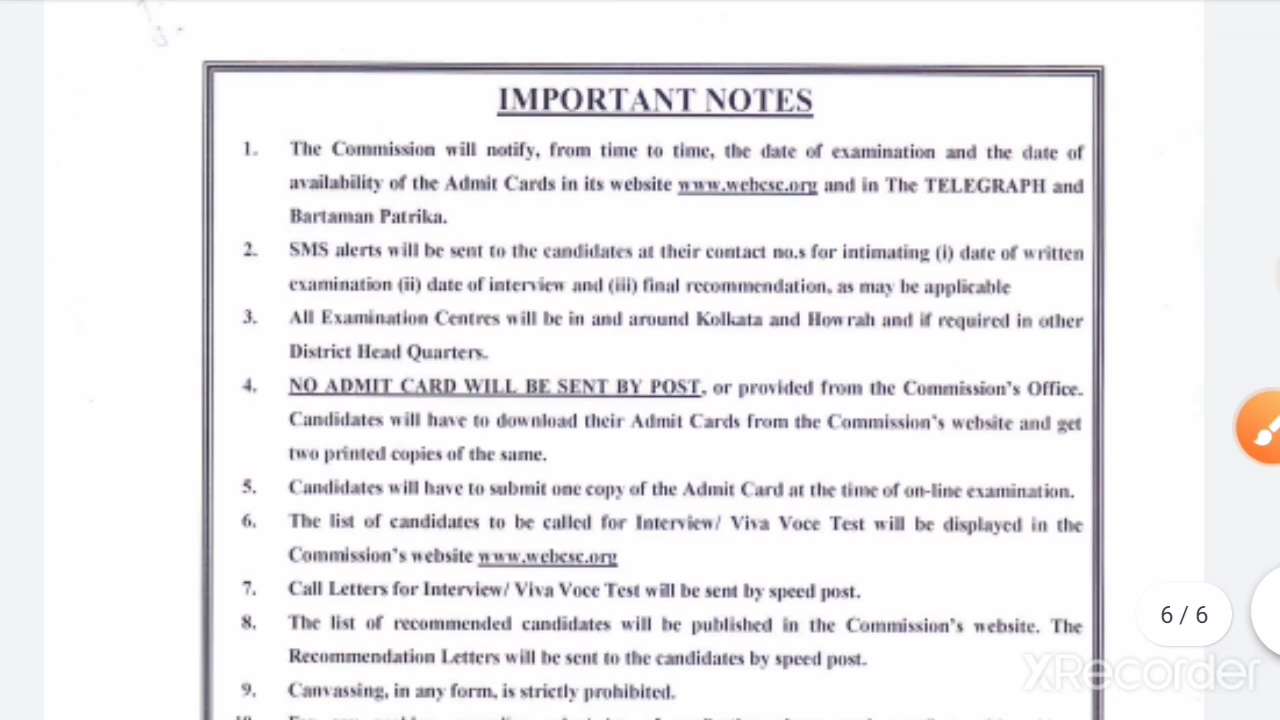 IMPORTANT NOTES
1. The Commission will notify, from time to time, the date of examination and the date of
availability of the Admit Cards in its website www.webcsc.org and in The TELEGRAPH and
Bartaman Patrika.
2. SMS alerts will be sent to the candidates at their contact no.s for intimating (i) date of written
examination (ii) date of interview and (iii) final recommendation, as may be applicable
3. All Examination Centres will be in and around Kolkata and Howrah and if required in other
District Head Quarters.
4. NO ADMIT CARD WILL BE SENT BY POST, or provided from the Commission's Office.
Candidates will have to download their Admit Cards from the Commission's website and get
two printed copies of the same.
5. Candidates will have to submit one copy of the Admit Card at the time of on-line examination.
6. The list of candidates to be called for Interview/ Viva Voce Test will be displayed in the
Commission's website www.webcsc.org
7. Call Letters for Interview/ Viva Voce Test will be sent by speed post.
8. The list of recommended candidates will be published in the Commission's website. The
Recommendation Letters will be sent to the candidates by speed post.
9. Canvassing, in any form, is strictly prohibited.
6 / 6
XRecorder